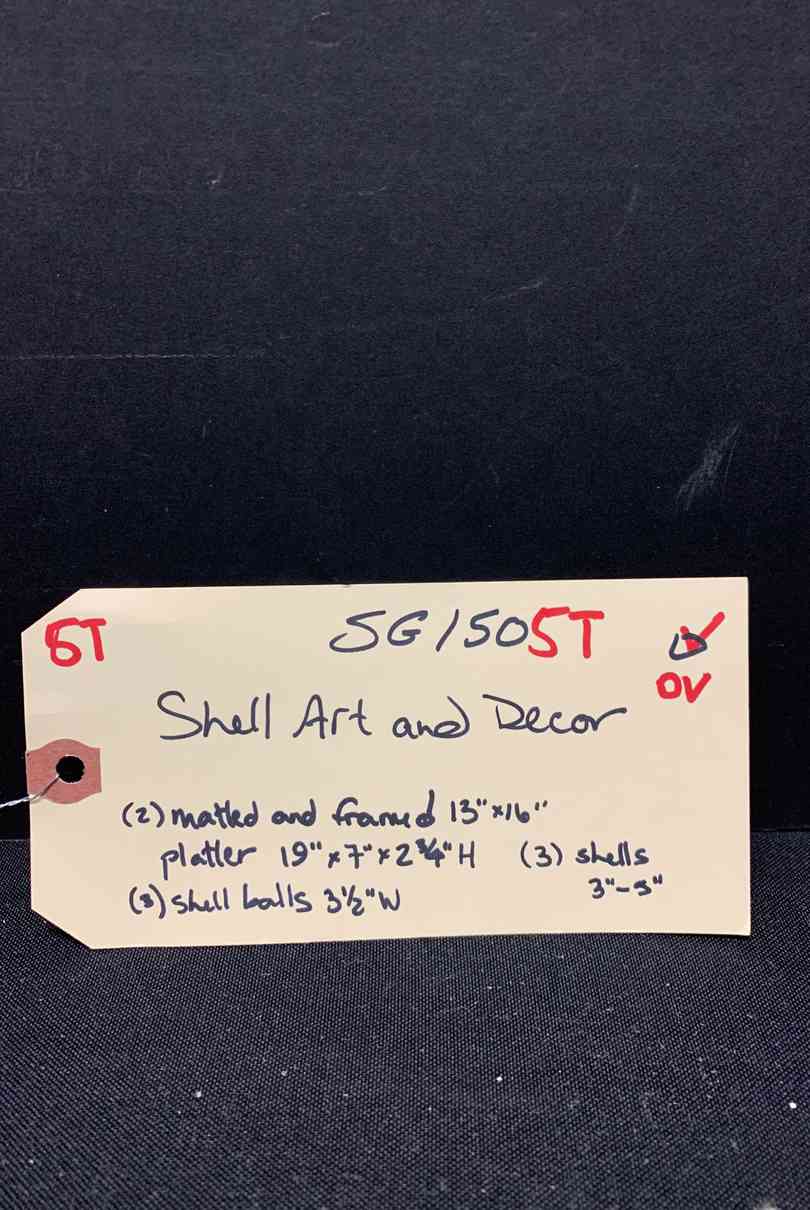 5T SG1505T
OV
Shell Art and Decor
(2) matted and framed 13"x16"
platter 19"x7"x2¾"H (3) shells
3"-5"
shell balls 3½"W